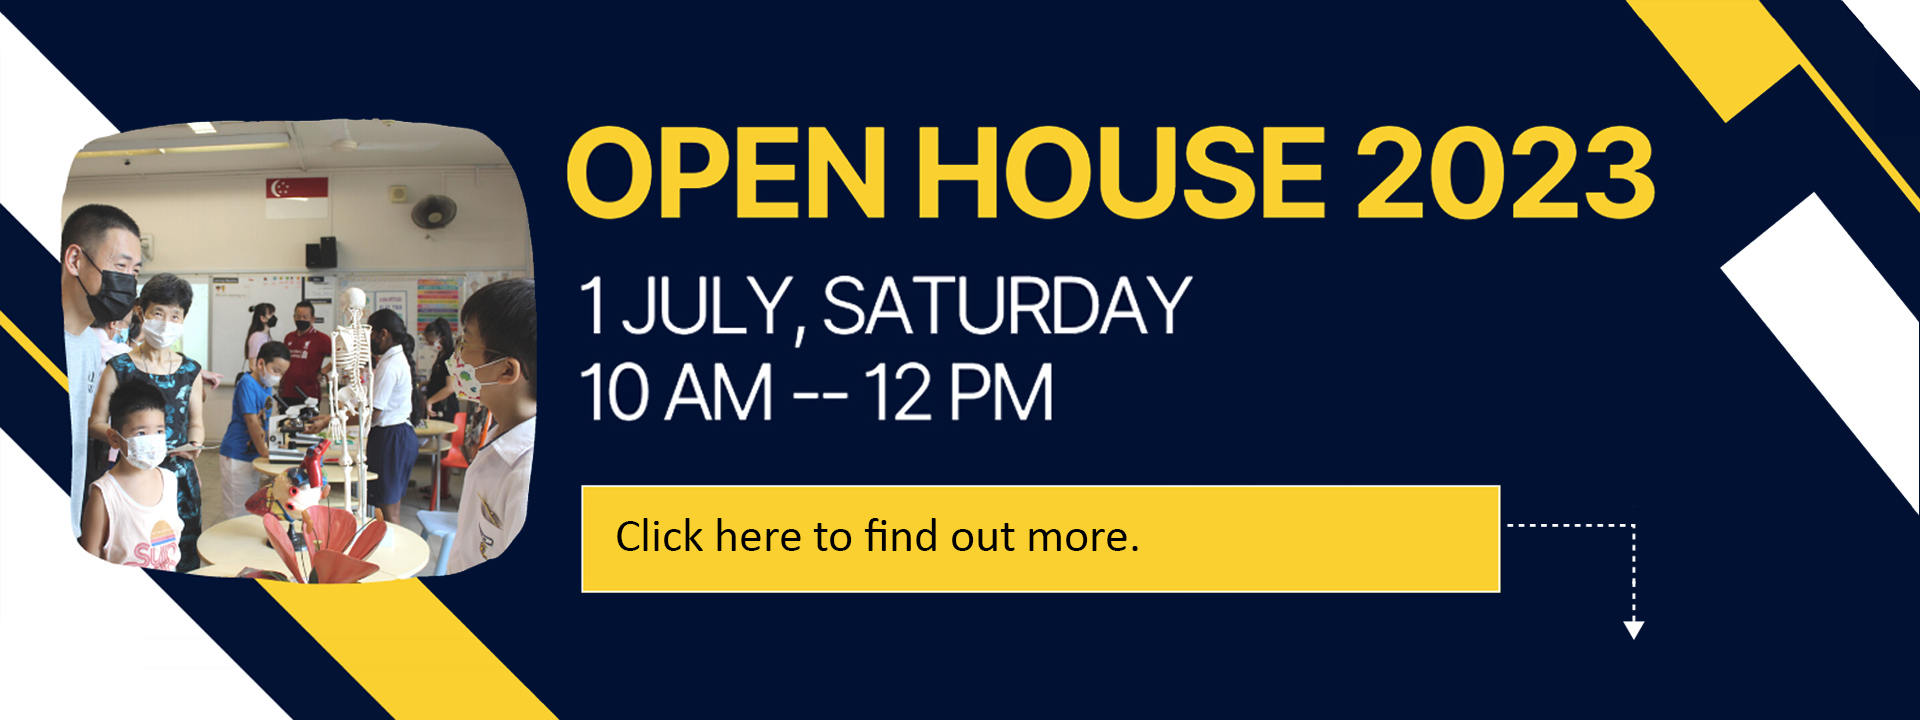 OPEN HOUSE 2023
1 JULY, SATURDAY
10 AM -- 12 PM
Click here to find out more.